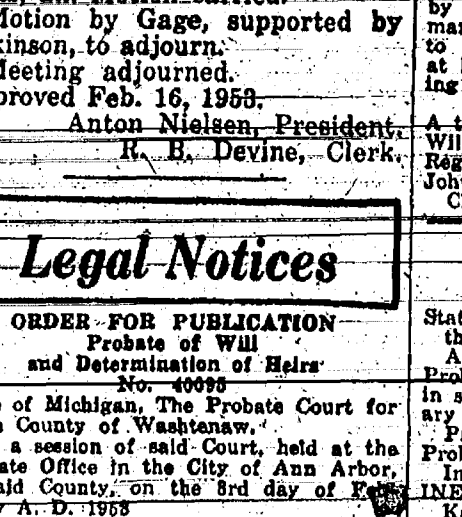 Motion by Gage, supported by
kinson, to adjourn.
Meeting adjourned.
proved Feb. 16, 1953.
Anton Nielsen, President.
R. B. Devine, Clerk.
Legal Notices
ORDER FOR PUBLICATION
Probate of Will
and Determination of Heirs
No. 40095
e of Michigan, The Probate Court for
County of Washtenaw.
a session of said Court, held at the
ate Office in the City of Ann Arbor,
aid County, on the 3rd day of
A. D. 1953
by
mar
to
at
ing
A t
Wil
Reg
John
C
Stat
th
A
Prob
in s
ary
P
Prob
In
INE
K